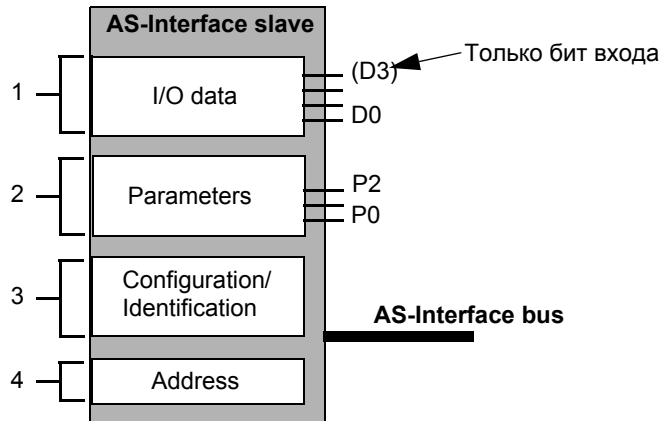 AS-Interface slave
(D3)
Только бит входа
1
I/O data
D0
2
Parameters
P2
P0
3
Configuration/
Identification
AS-Interface bus
4
Address